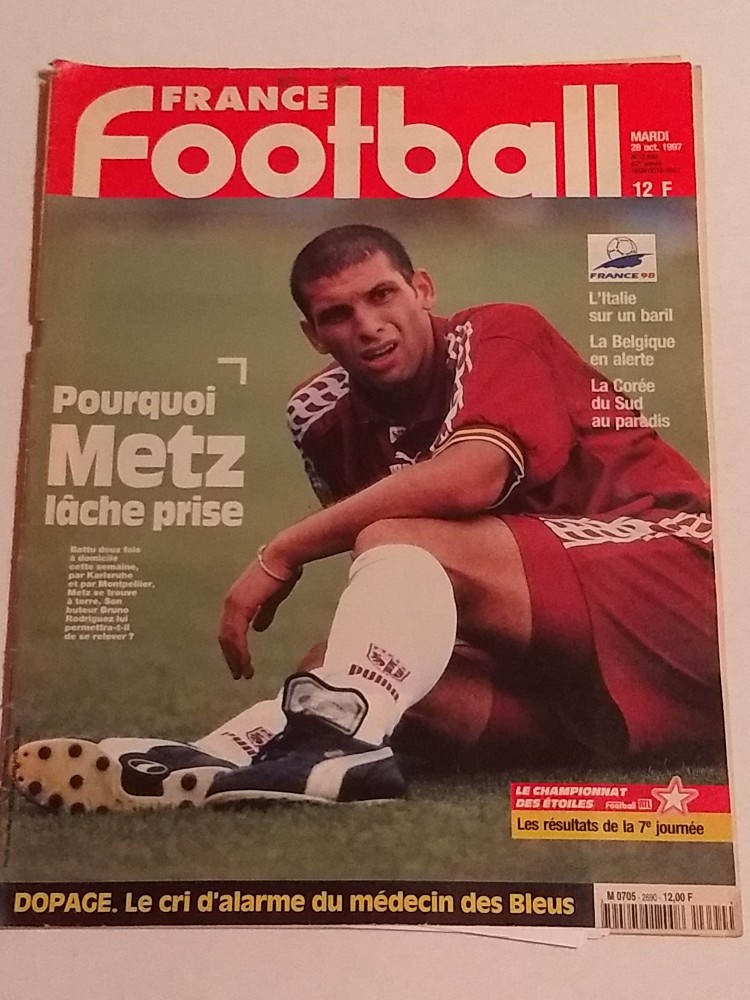 FRANCE
Football
MARDI
28 oct. 1997
12 F
FRANCE 98
L'Italie
sur un baril
La Belgique
en alerte
La Corée
du Sud
au paradis
Pourquoi
Metz
lâche prise
Battu deux fois
à domicile
cette semaine,
par Karlsruhe
et par Montpellier,
Metz se trouve
à terre. Son
buteur Bruno
Rodriguez lui
permettra-t-il
de se relever ?
puma
puma
LE CHAMPIONNAT
DES ÉTOILES
Football RTL
Les résultats de la 7e journée
DOPAGE. Le cri d'alarme du médecin des Bleus
M 0705 - 2690 - 12,00 F